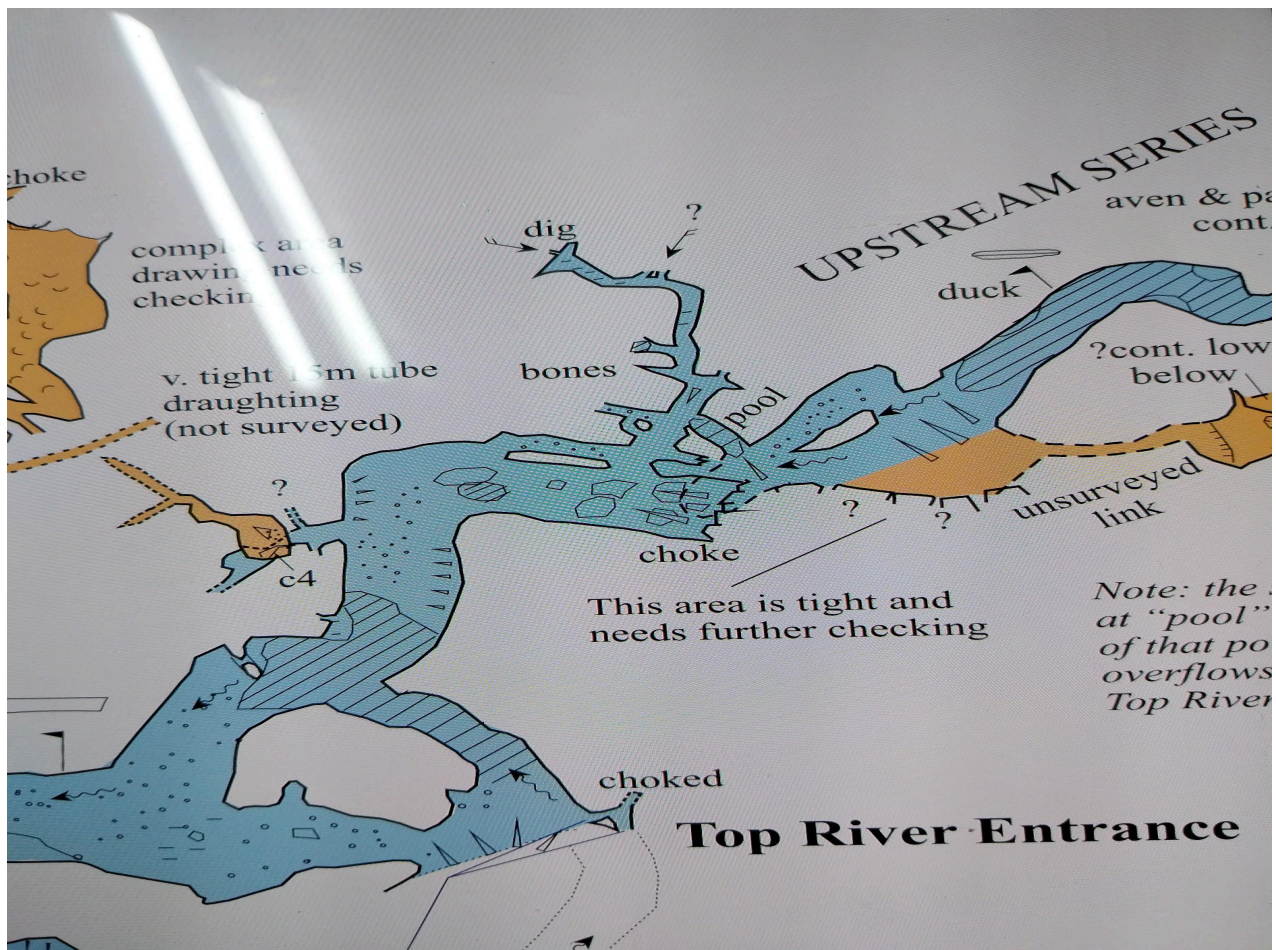 choke
complex area
drawing needs
checking
v. tight 15m tube
draughting
(not surveyed)
?
c4
dig
?
bones
pool
choke
UPSTREAM SERIES
aven &
cont.
duck
?cont. low
below
?
?
unsurveyed
link
This area is tight and
needs further checking
Note: the
at “pool”
of that
overflows
Top River
choked
Top River Entrance